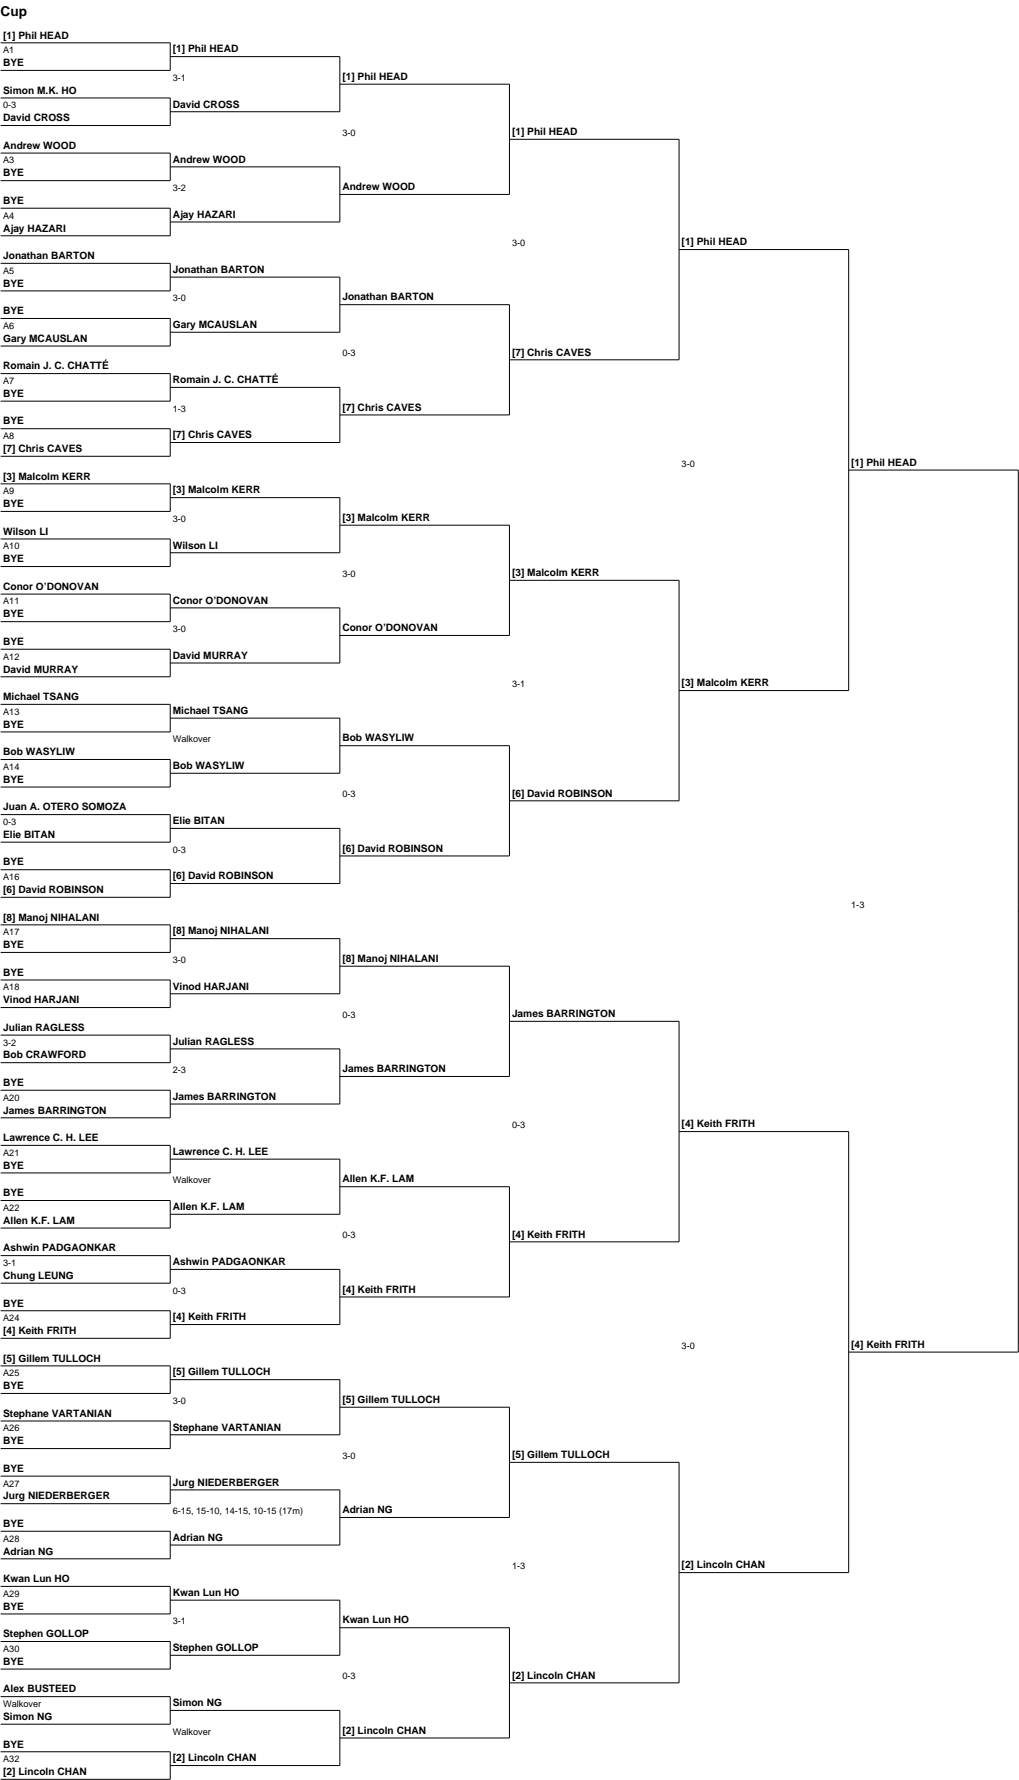 Cup
[1] Phil HEAD
A1
[1] Phil HEAD
BYE
3-1
[1] Phil HEAD
Simon M.K. HO
0-3
David CROSS
David CROSS
3-0
[1] Phil HEAD
Andrew WOOD
A3
Andrew WOOD
BYE
3-2
Andrew WOOD
BYE
A4
Ajay HAZARI
Ajay HAZARI
3-0
[1] Phil HEAD
Jonathan BARTON
A5
Jonathan BARTON
BYE
3-0
Jonathan BARTON
BYE
A6
Gary MCAUSLAN
Gary MCAUSLAN
0-3
[7] Chris CAVES
Romain J. C. CHATTÉ
A7
Romain J. C. CHATTÉ
BYE
1-3
[7] Chris CAVES
BYE
A8
[7] Chris CAVES
[7] Chris CAVES
3-0
[1] Phil HEAD
[3] Malcolm KERR
A9
[3] Malcolm KERR
BYE
3-0
[3] Malcolm KERR
Wilson LI
A10
Wilson LI
BYE
3-0
[3] Malcolm KERR
Conor O'DONOVAN
A11
Conor O'DONOVAN
BYE
3-0
Conor O'DONOVAN
BYE
A12
David MURRAY
David MURRAY
3-1
[3] Malcolm KERR
Michael TSANG
A13
Michael TSANG
BYE
Walkover
Bob WASYLIW
Bob WASYLIW
A14
Bob WASYLIW
BYE
0-3
[6] David ROBINSON
Juan A. OTERO SOMOZA
0-3
Elie BITAN
Elie BITAN
0-3
[6] David ROBINSON
BYE
A16
[6] David ROBINSON
[6] David ROBINSON
1-3
[8] Manoj NIHALANI
A17
[8] Manoj NIHALANI
BYE
3-0
[8] Manoj NIHALANI
BYE
A18
Vinod HARJANI
Vinod HARJANI
0-3
James BARRINGTON
Julian RAGLESS
3-2
Julian RAGLESS
Bob CRAWFORD
2-3
James BARRINGTON
BYE
A20
James BARRINGTON
James BARRINGTON
0-3
[4] Keith FRITH
Lawrence C. H. LEE
A21
Lawrence C. H. LEE
BYE
Walkover
Allen K.F. LAM
BYE
A22
Allen K.F. LAM
Allen K.F. LAM
0-3
[4] Keith FRITH
Ashwin PADGAONKAR
3-1
Ashwin PADGAONKAR
Chung LEUNG
0-3
[4] Keith FRITH
BYE
A24
[4] Keith FRITH
[4] Keith FRITH
3-0
[4] Keith FRITH
[5] Gillem TULLOCH
A25
[5] Gillem TULLOCH
BYE
3-0
[5] Gillem TULLOCH
Stephane VARTANIAN
A26
Stephane VARTANIAN
BYE
3-0
[5] Gillem TULLOCH
BYE
A27
Jurg NIEDERBERGER
Jurg NIEDERBERGER
6-15, 15-10, 14-15, 10-15 (17m)
Adrian NG
BYE
A28
Adrian NG
Adrian NG
1-3
[2] Lincoln CHAN
Kwan Lun HO
A29
Kwan Lun HO
BYE
3-1
Kwan Lun HO
Stephen GOLLOP
A30
Stephen GOLLOP
BYE
0-3
[2] Lincoln CHAN
Alex BUSTEED
Walkover
Simon NG
Simon NG
Walkover
[2] Lincoln CHAN
BYE
A32
[2] Lincoln CHAN
[2] Lincoln CHAN